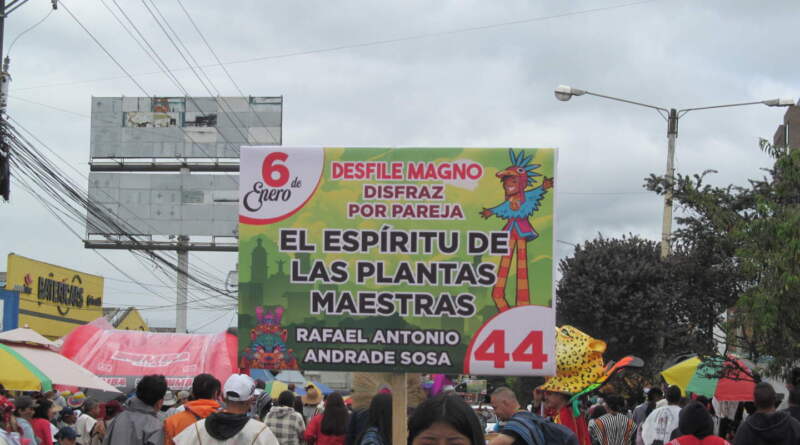 6
de
Enero
DESFILE MAGNO
DISFRAZ
POR PAREJA
EL ESPÍRITU DE
LAS PLANTAS
MAESTRAS
RAFAEL ANTONIO
ANDRADE SOSA
44